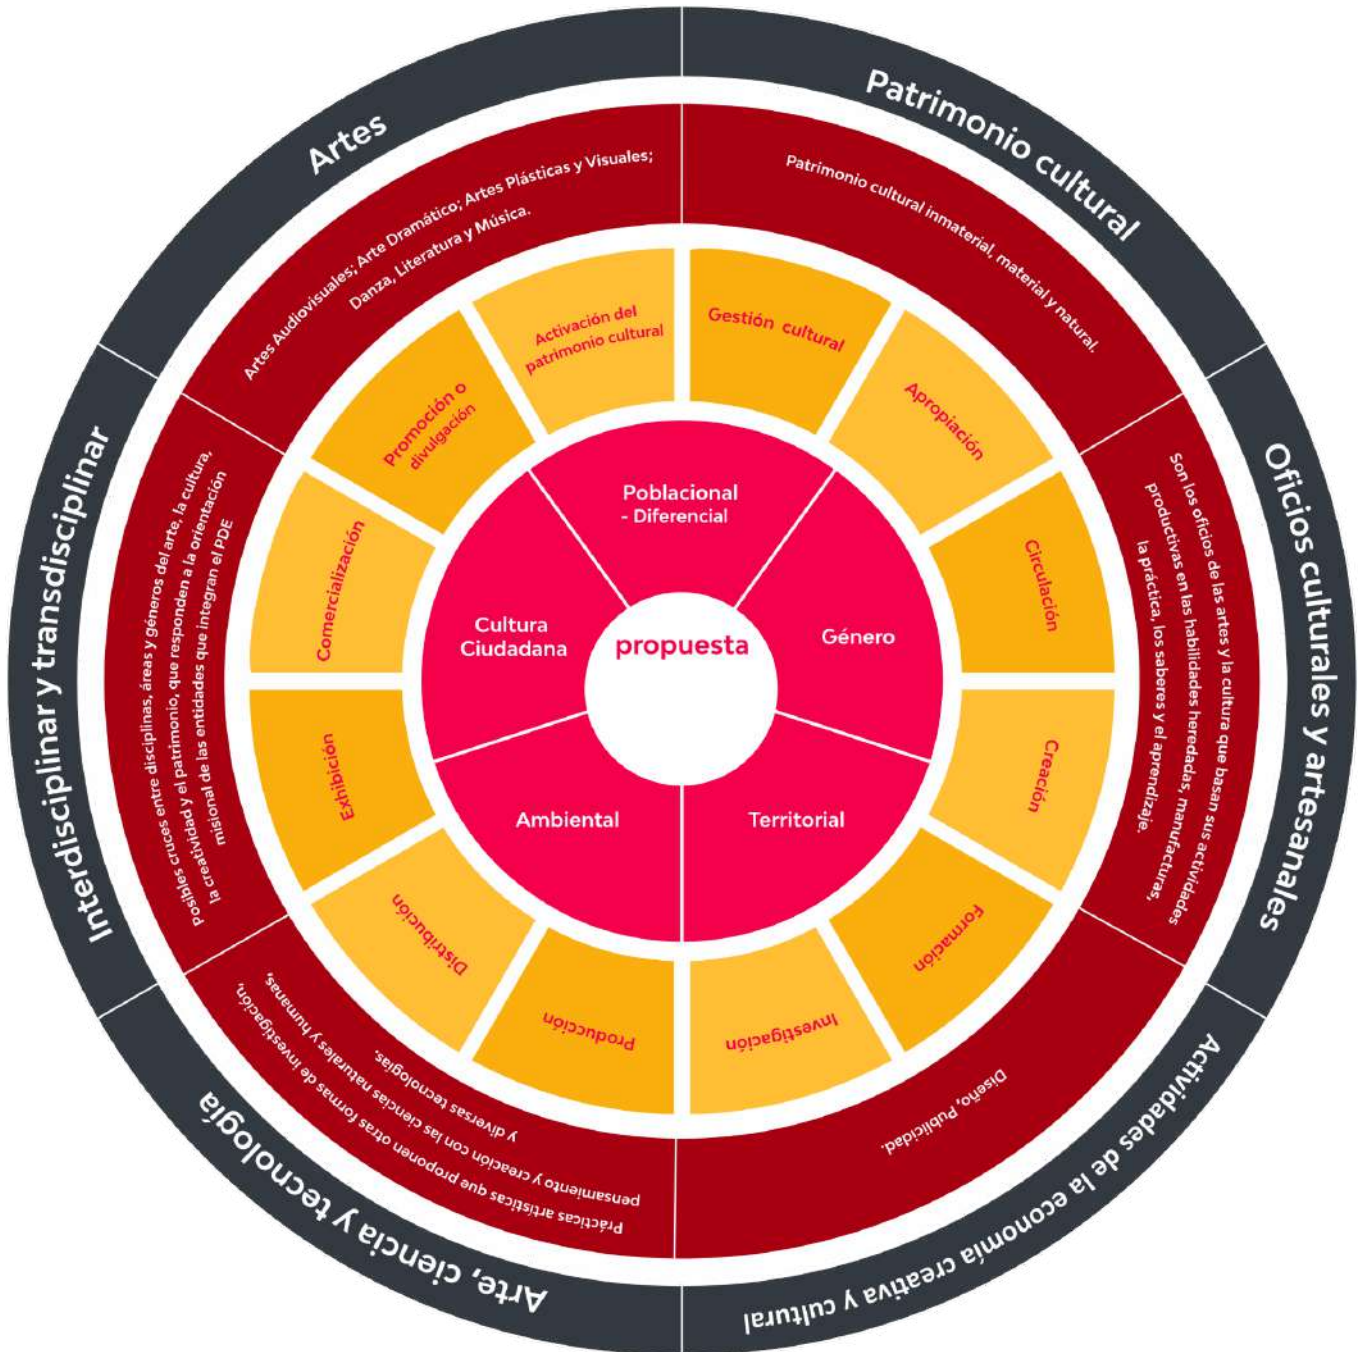 Artes
Patrimonio cultural
Oficios culturales y artesanales
Actividades de la economía creativa y cultural
Arte, ciencia y tecnología
Interdisciplinar y transdisciplinar
Artes Audiovisuales; Arte Dramático; Artes Plásticas y Visuales;
Danza, Literatura y Música.
Patrimonio cultural inmaterial, material y natural.
Son los oficios de las artes y la cultura que basan sus actividades
productivas en las habilidades heredadas, manufacturas,
la práctica, los saberes y el aprendizaje.
Diseño, Publicidad.
Prácticas artísticas que proponen otras formas de investigación,
pensamiento y creación con las ciencias naturales y humanas,
y diversas tecnologías.
Posibles cruces entre disciplinas, áreas y géneros del arte, la cultura,
la creatividad y el patrimonio, que responden a la orientación
misional de las entidades que integran el PDE
Activación del
patrimonio cultural
Gestión cultural
Apropiación
Circulación
Creación
Formación
Investigación
Producción
Distribución
Exhibición
Comercialización
Promoción o
divulgación
Poblacional
- Diferencial
Género
Territorial
Ambiental
Cultura
Ciudadana
propuesta